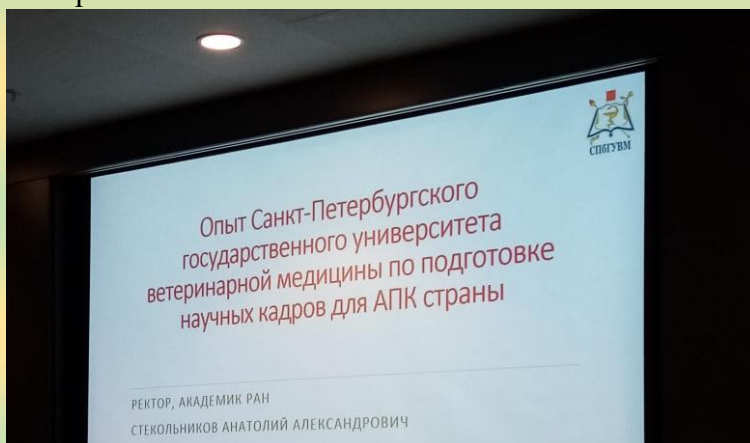 СПбГУВМ
Опыт Санкт-Петербургского
государственного университета
ветеринарной медицины по подготовке
научных кадров для АПК страны
РЕКТОР, АКАДЕМИК РАН
СТЕКОЛЬНИКОВ АНАТОЛИЙ АЛЕКСАНДРОВИЧ